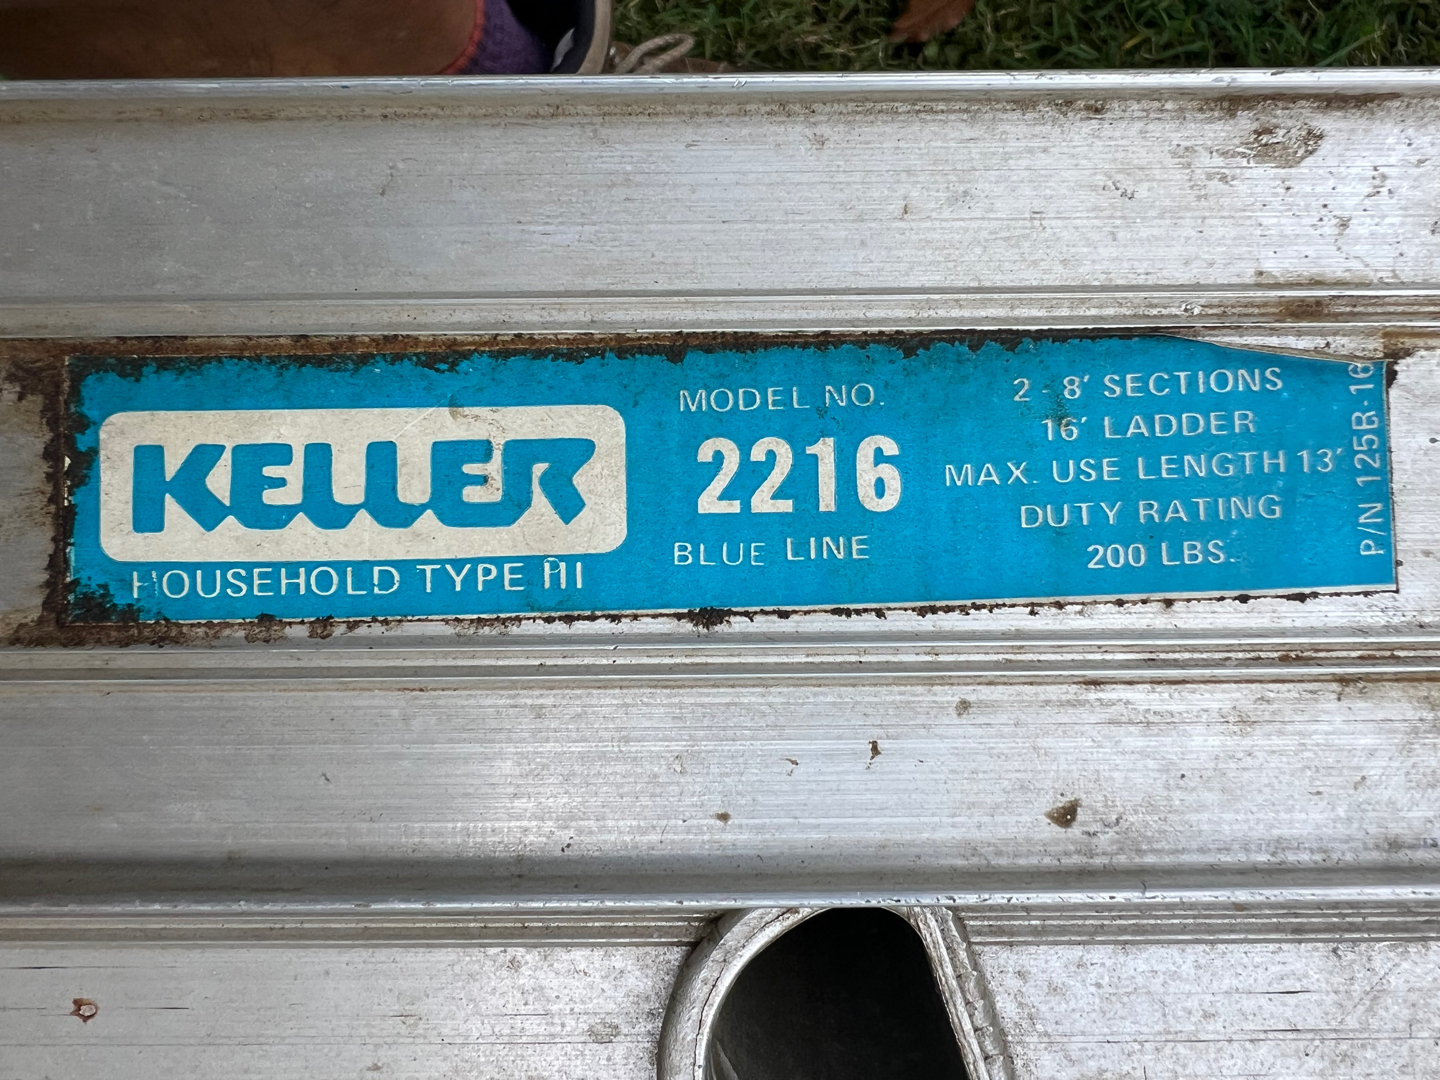 KELLER
HOUSEHOLD TYPE III
MODEL NO.
2216
BLUE LINE
2 - 8' SECTIONS
16' LADDER
MAX. USE LENGTH 13'
DUTY RATING
200 LBS.
P/N 125B-16